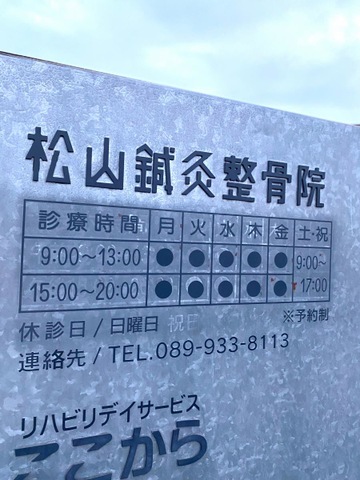 松山鍼灸整骨院
診療時間 月 火 水 木 金 土・祝
9:00〜13:00 ● ● ● ● ● 9:00〜
15:00〜20:00 ● ● ● ● ● 17:00
※予約制
休診日 / 日曜日 祝日
連絡先 / TEL.089-933-8113
リハビリデイサービス
ここから